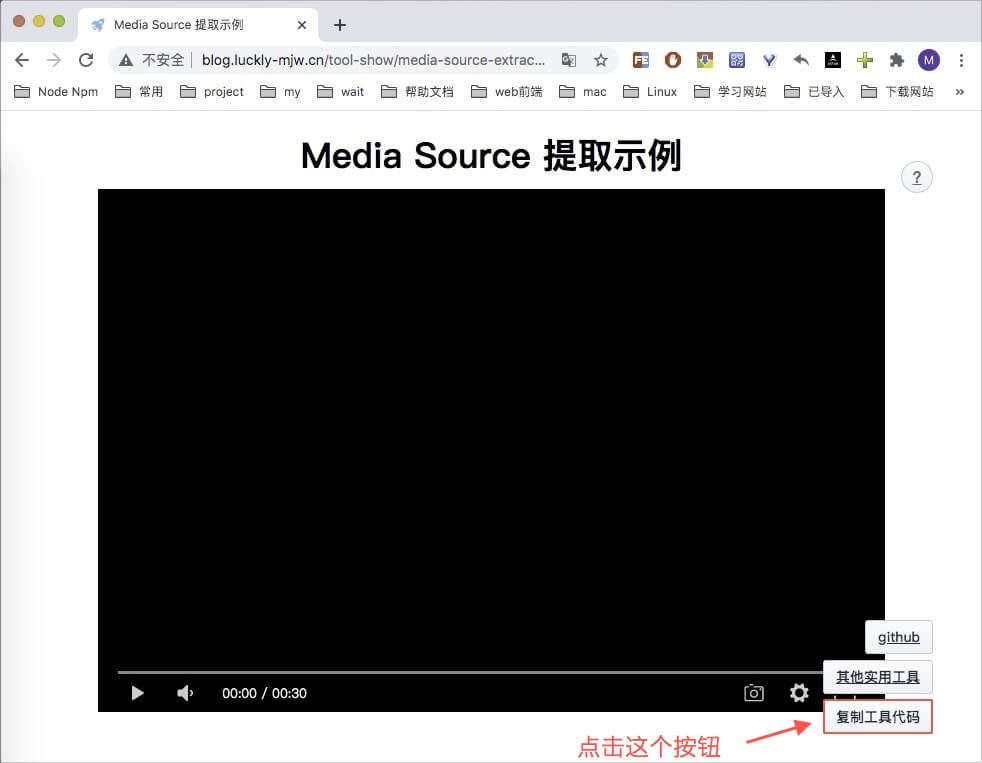 Media Source 提取示例
不安全
blog.luckly-mjw.cn/tool-show/media-source-extrac...
FE
M
Node Npm
常用
project
my
wait
帮助文档
web前端
mac
Linux
学习网站
已导入
下载网站
»
Media Source 提取示例
?
github
其他实用工具
00:00 / 00:30
复制工具代码
点击这个按钮